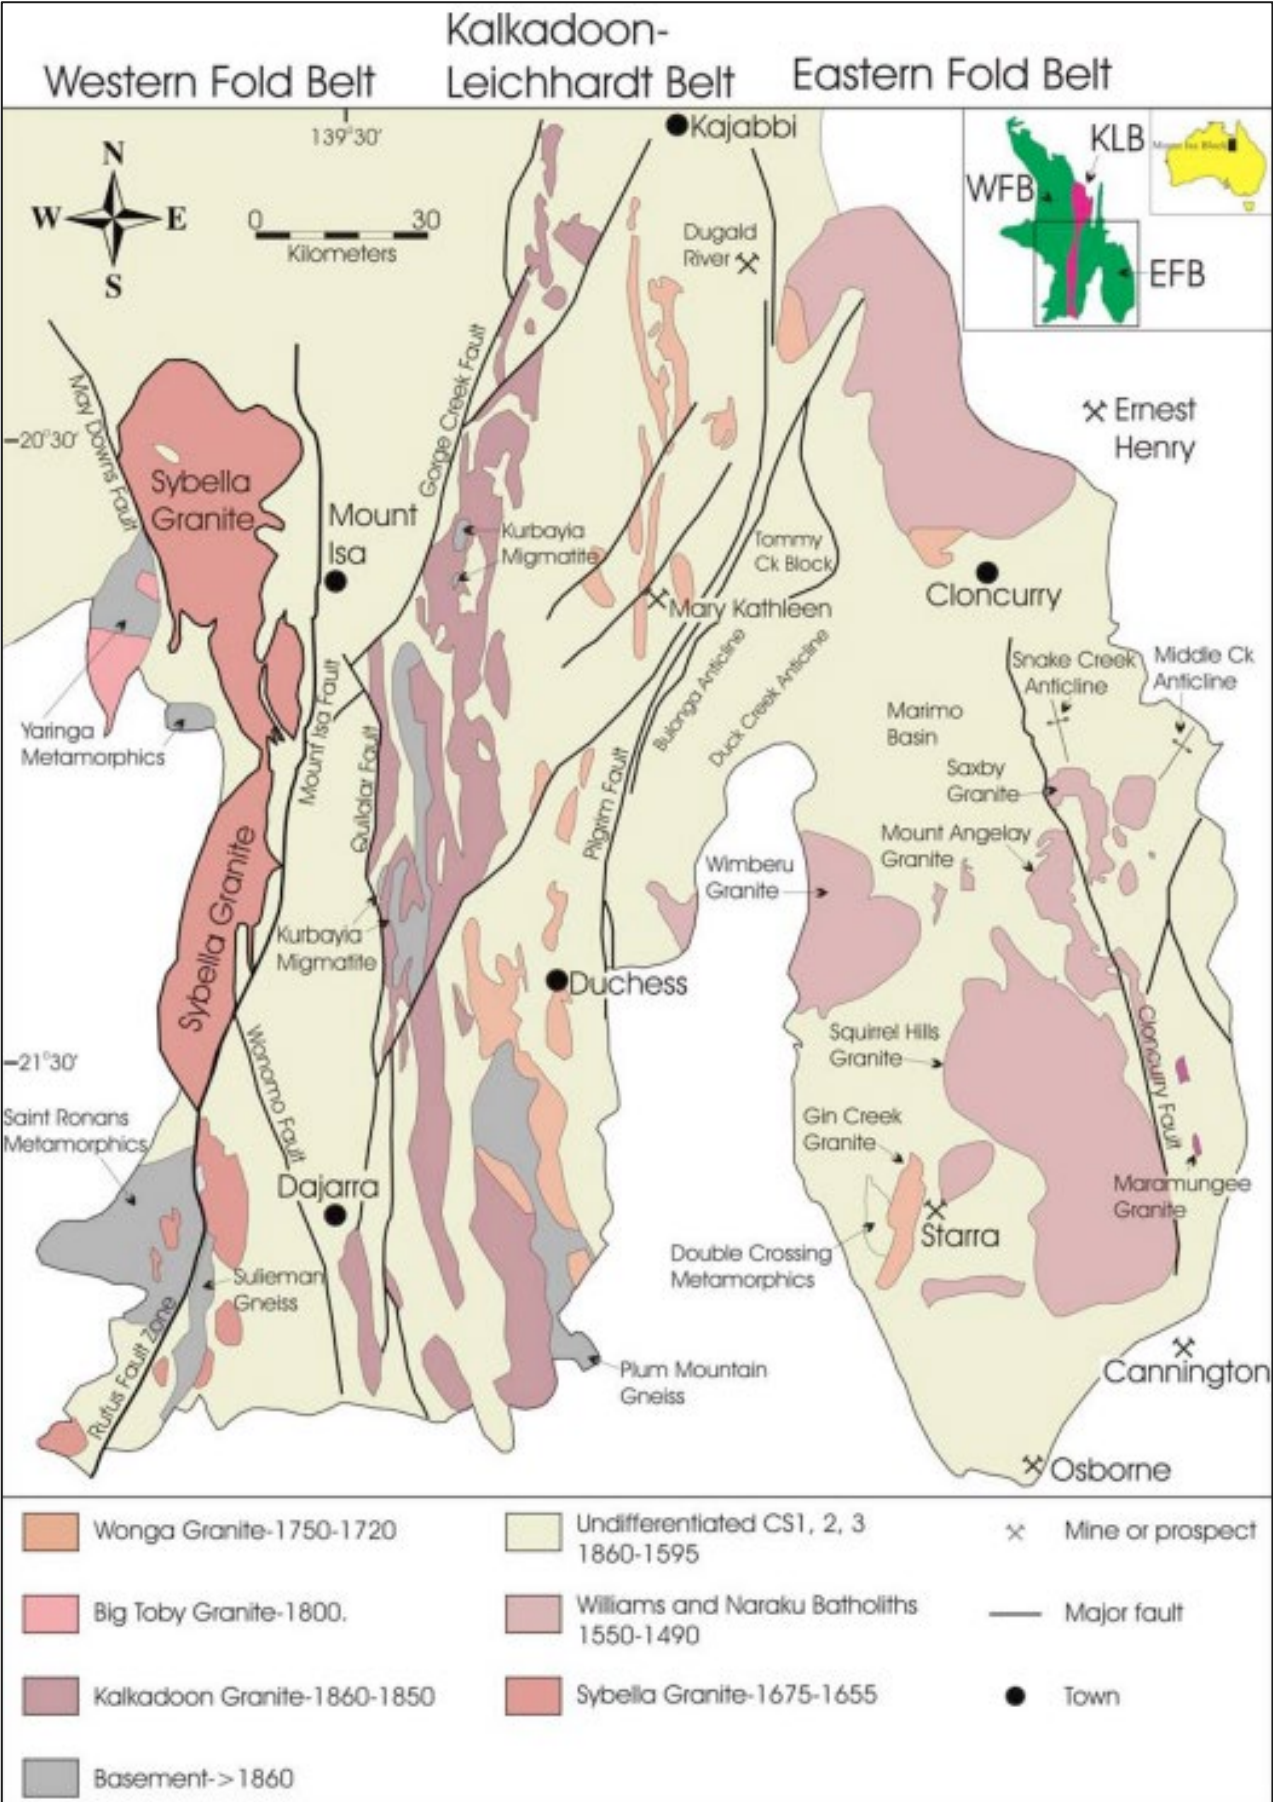 Kalkadoon-
Western Fold Belt
Leichhardt Belt
Eastern Fold Belt
139°30'
Kajabbi
N
W
E
S
0
30
Kilometers
KLB
Mount Isa Block
WFB
EFB
Dugald
River
May Downs Fault
Gorge Creek Fault
20°30'
Ernest
Henry
Sybella
Granite
Mount
Isa
Kurbayia
Migmatite
Tommy
Ck Block
Cloncurry
Mary Kathleen
Bulonga Anticline
Duck Creek Anticline
Snake Creek
Anticline
Middle Ck
Anticline
Yaringa
Metamorphics
Mount Isa Fault
Quilalar Fault
Pilgrim Fault
Marimo
Basin
Saxby
Granite
Mount Angelay
Granite
Wimberu
Granite
Sybella Granite
Kurbayia
Migmatite
Duchess
Wonomo Fault
Squirrel Hills
Granite
Cloncurry Fault
21°30'
Saint Ronans
Metamorphics
Gin Creek
Granite
Dajarra
Maramungee
Granite
Starra
Double Crossing
Metamorphics
Sulieman
Gneiss
Rufus Fault Zone
Plum Mountain
Gneiss
Cannington
Osborne
Wonga Granite-1750-1720
Undifferentiated CS1, 2, 3
1860-1595
Mine or prospect
Big Toby Granite-1800.
Williams and Naraku Batholiths
1550-1490
Major fault
Kalkadoon Granite-1860-1850
Sybella Granite-1675-1655
Town
Basement->1860